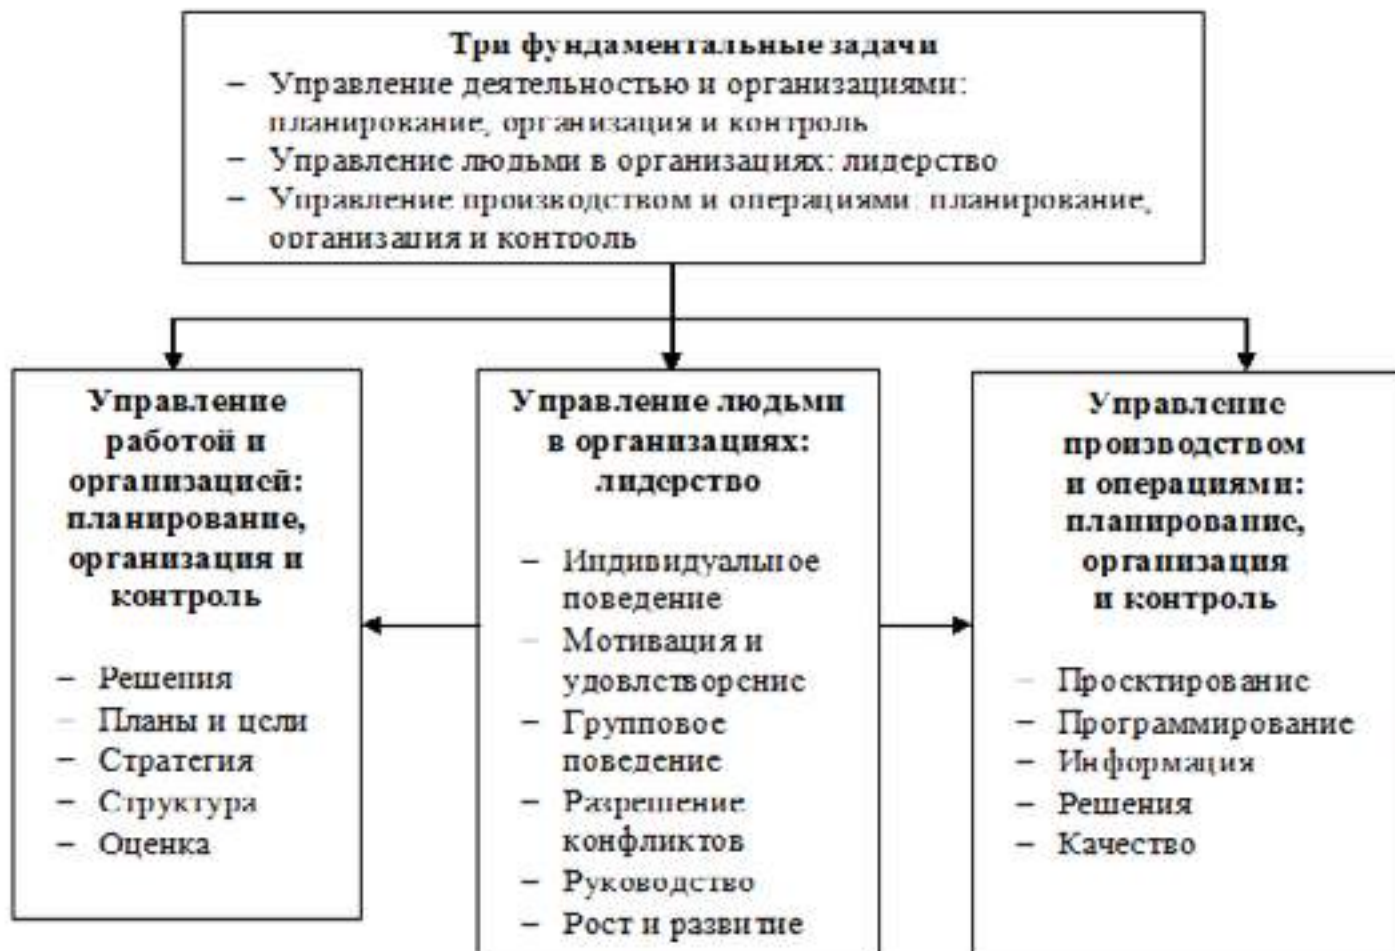 Три фундаментальные задачи
– Управление деятельностью и организациями:
планирование, организация и контроль
– Управление людьми в организациях: лидерство
– Управление производством и операциями: планирование,
организация и контроль
Управление
работой и
организацией:
планирование,
организация и
контроль
– Решения
– Планы и цели
– Стратегия
– Структура
– Оценка
Управление людьми
в организациях:
лидерство
– Индивидуальное
поведение
– Мотивация и
удовлетворение
– Групповое
поведение
– Разрешение
конфликтов
– Руководство
– Рост и развитие
Управление
производством
и операциями:
планирование,
организация
и контроль
– Проектирование
– Программирование
– Информация
– Решения
– Качество